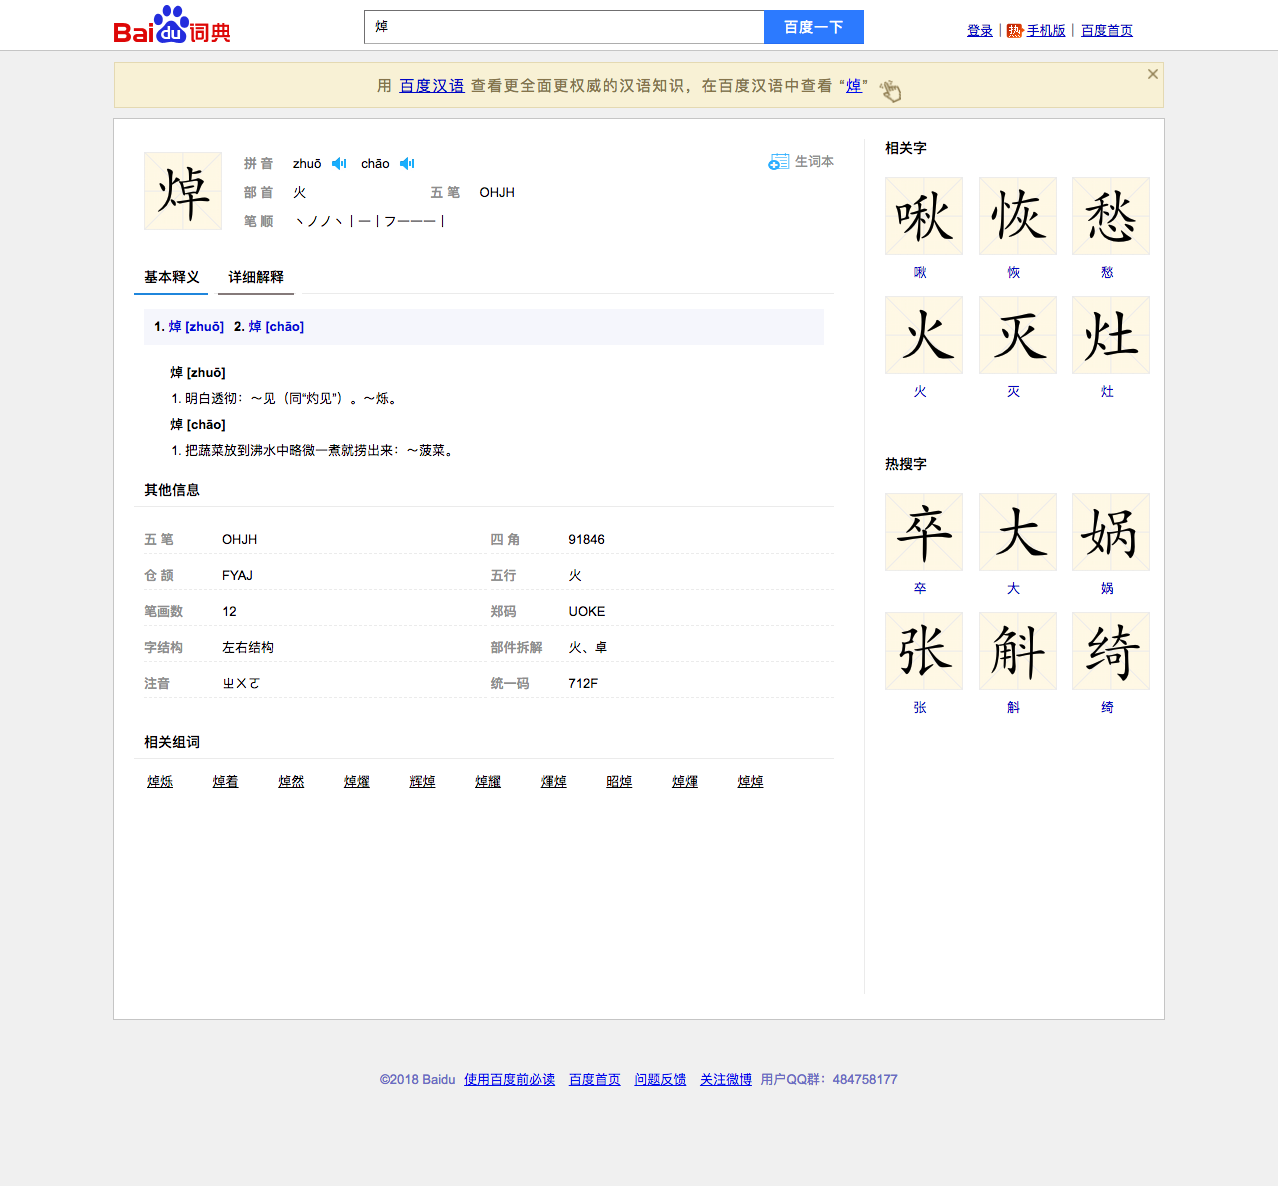 Bai du 词典
焯
百度一下
登录 | 热 手机版 | 百度首页
用 百度汉语 查看更全面更权威的汉语知识，在百度汉语中查看 “焯”
焯
拼 音 zhuō chāo
生词本
部 首 火 五 笔 OHJH
笔 顺 丶ノノ丶丨一丨フ一一一丨
基本释义 详细解释
1. 焯 [zhuō] 2. 焯 [chāo]
焯 [zhuō]
1. 明白透彻：～见（同“灼见”）。～烁。
焯 [chāo]
1. 把蔬菜放到沸水中略微一煮就捞出来：～菠菜。
其他信息
五 笔 OHJH 四 角 91846
仓 颉 FYAJ 五行 火
笔画数 12 郑码 UOKE
字结构 左右结构 部件拆解 火、卓
注音 ㄓㄨㄛ 统一码 712F
相关组词
焯烁 焯着 焯然 焯爚 辉焯 焯耀 煇焯 昭焯 焯煇 焯焯
相关字
啾 恢 愁
啾 恢 愁
火 灭 灶
火 灭 灶
热搜字
卒 大 娲
卒 大 娲
张 斛 绮
张 斛 绮
©2018 Baidu 使用百度前必读 百度首页 问题反馈 关注微博 用户QQ群：484758177